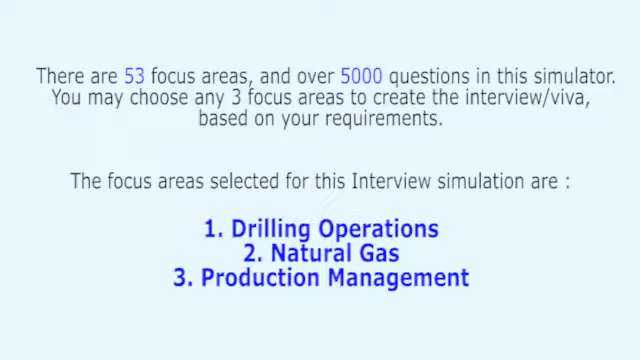 There are 53 focus areas, and over 5000 questions in this simulator.
You may choose any 3 focus areas to create the interview/viva,
based on your requirements.
The focus areas selected for this Interview simulation are :
1. Drilling Operations
2. Natural Gas
3. Production Management